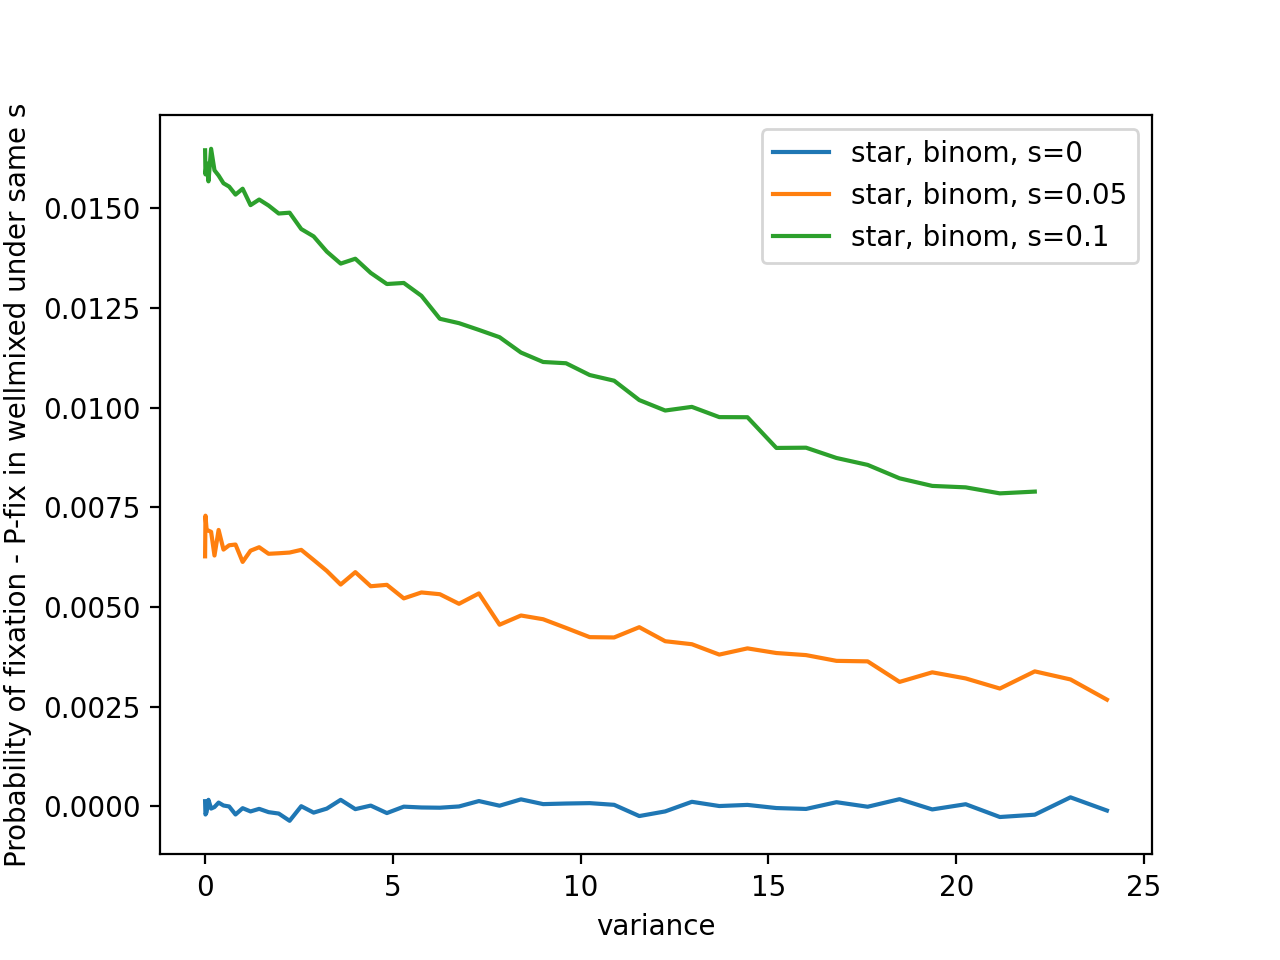 Probability of fixation - P-fix in wellmixed under same s
0.0150
0.0125
0.0100
0.0075
0.0050
0.0025
0.0000
star, binom, s=0
star, binom, s=0.05
star, binom, s=0.1
0 5 10 15 20 25
variance